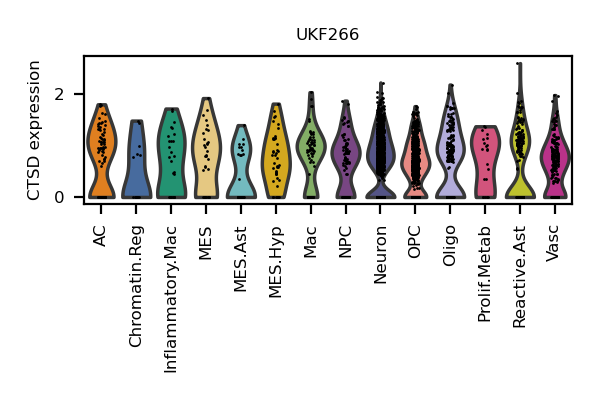 UKF266
CTSD expression
2
0
AC
Chromatin.Reg
Inflammatory.Mac
MES
MES.Ast
MES.Hyp
Mac
NPC
Neuron
OPC
Oligo
Prolif.Metab
Reactive.Ast
Vasc